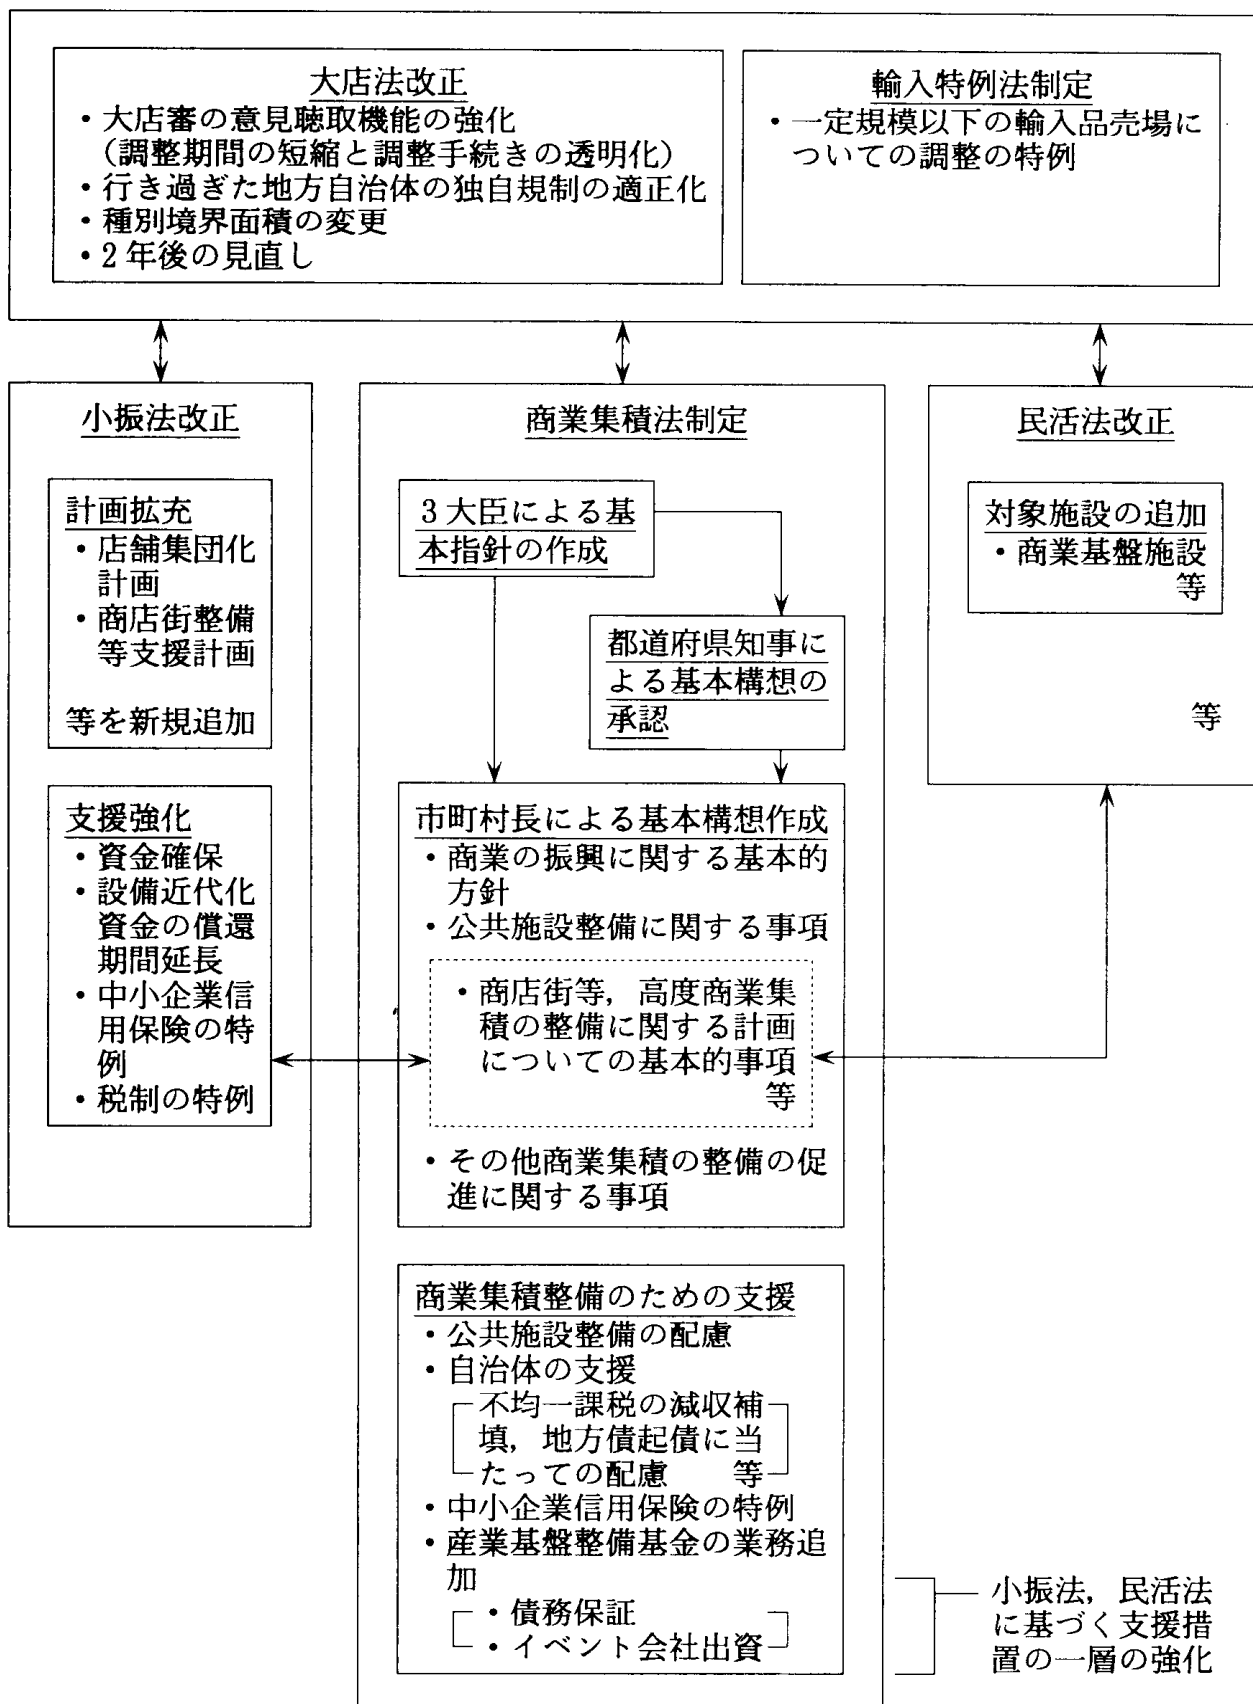 大店法改正
・大店審の意見聴取機能の強化
（調整期間の短縮と調整手続きの透明化）
・行き過ぎた地方自治体の独自規制の適正化
・種別境界面積の変更
・2年後の見直し
輸入特例法制定
・一定規模以下の輸入品売場に
ついての調整の特例
小振法改正
計画拡充
・店舗集団化
計画
・商店街整備
等支援計画
等を新規追加
支援強化
・資金確保
・設備近代化
資金の償還
期間延長
・中小企業信
用保険の特
例
・税制の特例
商業集積法制定
3大臣による基
本指針の作成
都道府県知事に
よる基本構想の
承認
市町村長による基本構想作成
・商業の振興に関する基本的
方針
・公共施設整備に関する事項
・商店街等，高度商業集
積の整備に関する計画
についての基本的事項
等
・その他商業集積の整備の促
進に関する事項
商業集積整備のための支援
・公共施設整備の配慮
・自治体の支援
不均一課税の減収補
填，地方債起債に当
たっての配慮　等
・中小企業信用保険の特例
・産業基盤整備基金の業務追
加
・債務保証
・イベント会社出資
民活法改正
対象施設の追加
・商業基盤施設
等
等
小振法，民活法
に基づく支援措
置の一層の強化